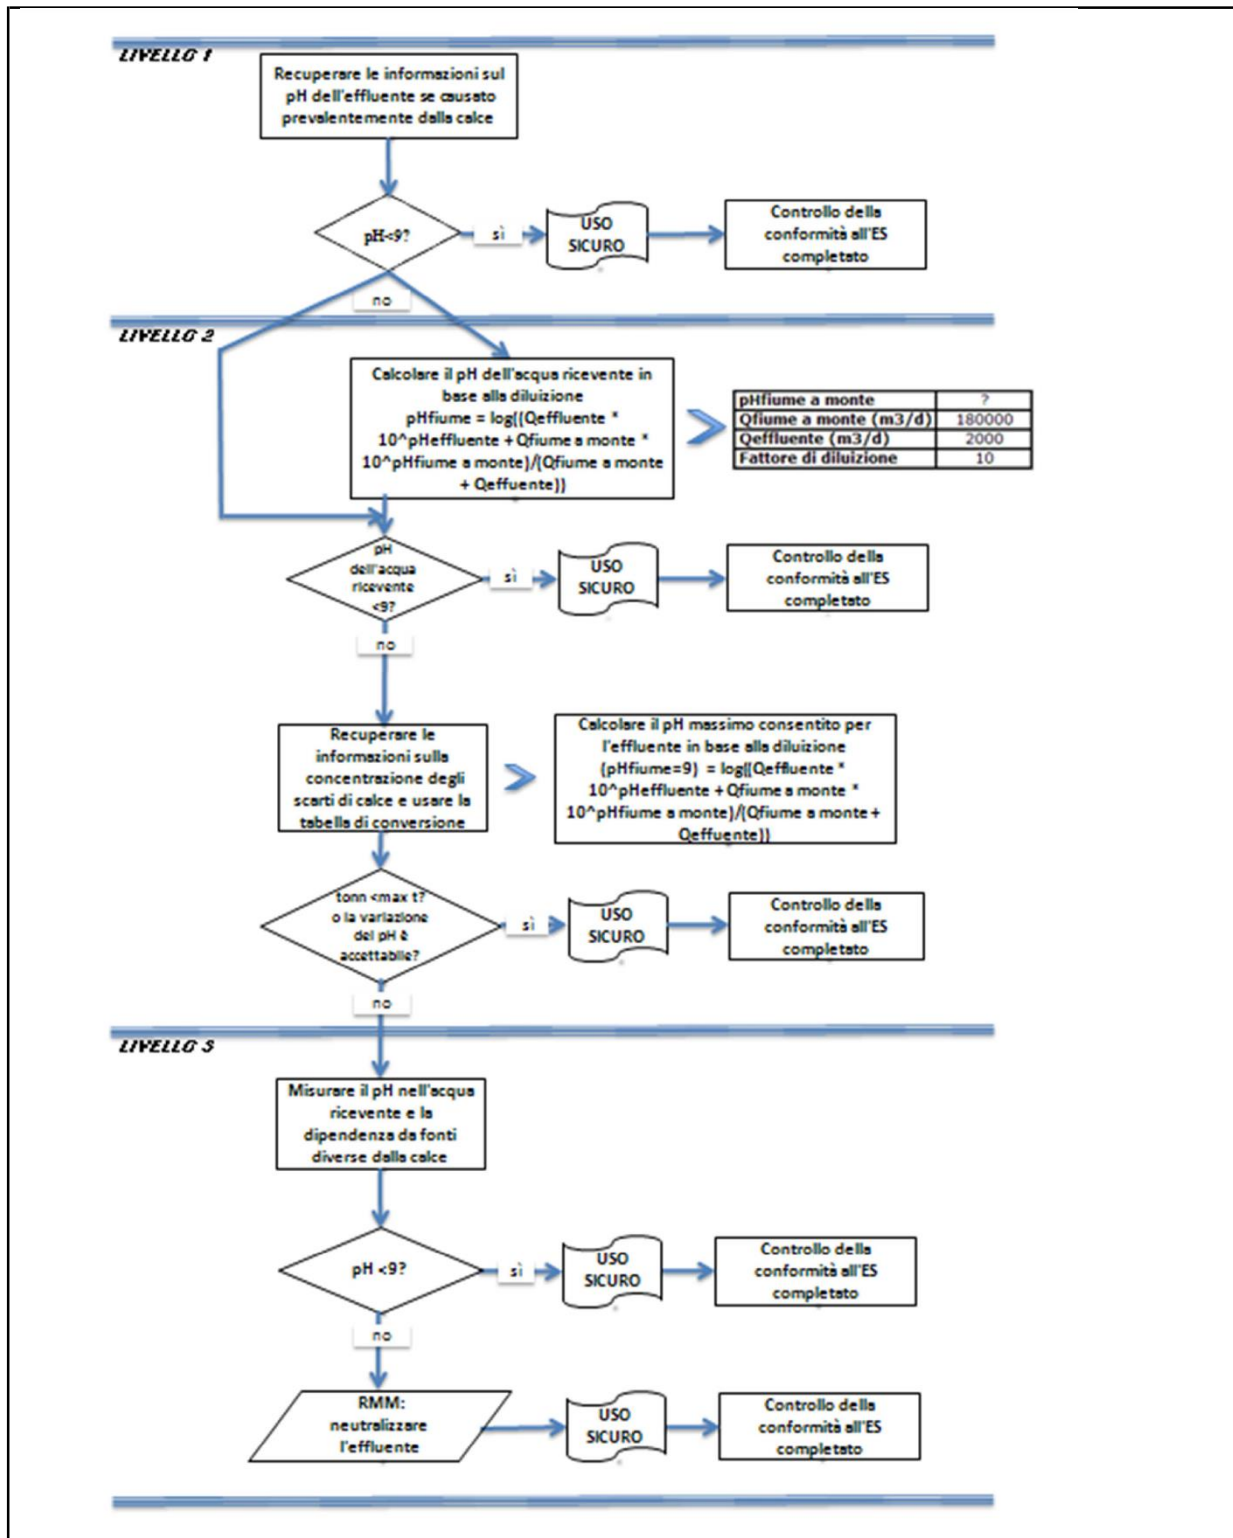 LIVELLO 1
Recuperare le informazioni sul
pH dell'effluente se causato
prevalentemente dalla calce
pH<9?
sì
USO
SICURO
Controllo della
conformità all'ES
completato
no
LIVELLO 2
Calcolare il pH dell'acqua ricevente in
base alla diluizione
pHfiume = log((Qeffluente *
10^pHeffluente + Qfiume a monte *
10^pHfiume a monte)/(Qfiume a monte
+ Qeffuente))
pHfiume a monte ?
Qfiume a monte (m3/d) 180000
Qeffluente (m3/d) 2000
Fattore di diluizione 10
pH
dell'acqua
ricevente
<9?
sì
USO
SICURO
Controllo della
conformità all'ES
completato
no
Recuperare le
informazioni sulla
concentrazione degli
scarti di calce e usare la
tabella di conversione
Calcolare il pH massimo consentito per
l'effluente in base alla diluizione
(pHfiume=9) = log((Qeffluente *
10^pHeffluente + Qfiume a monte *
10^pHfiume a monte)/(Qfiume a monte +
Qeffuente))
tonn <max t?
o la variazione
del pH è
accettabile?
sì
USO
SICURO
Controllo della
conformità all'ES
completato
no
LIVELLO 3
Misurare il pH nell'acqua
ricevente e la
dipendenza da fonti
diverse dalla calce
pH <9?
sì
USO
SICURO
Controllo della
conformità all'ES
completato
no
RMM:
neutralizzare
l'effluente
USO
SICURO
Controllo della
conformità all'ES
completato